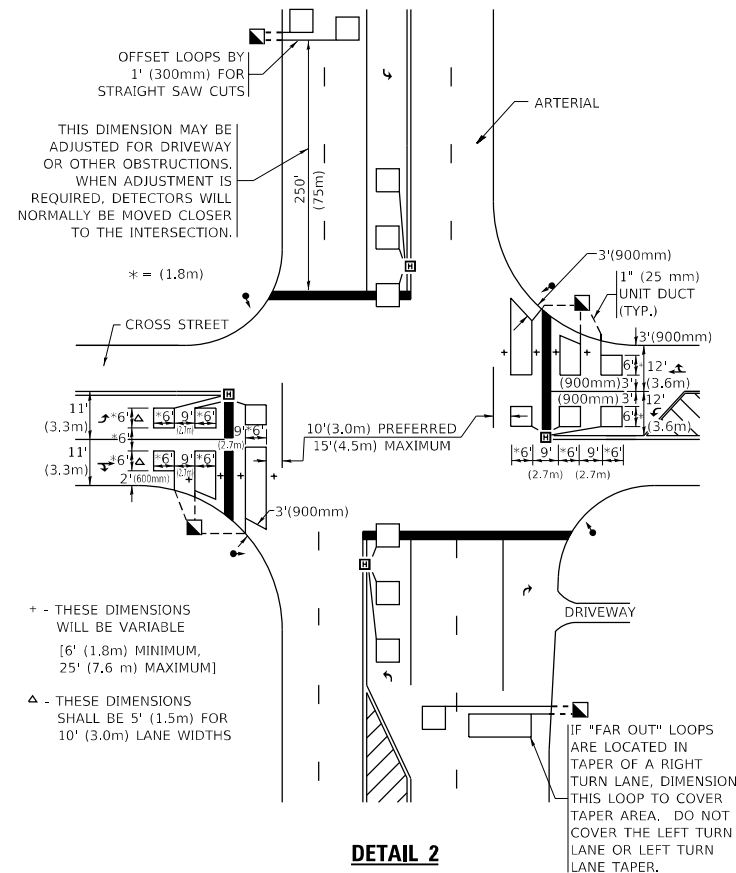 OFFSET LOOPS BY
1' (300mm) FOR
STRAIGHT SAW CUTS
THIS DIMENSION MAY BE
ADJUSTED FOR DRIVEWAY
OR OTHER OBSTRUCTIONS.
WHEN ADJUSTMENT IS
REQUIRED, DETECTORS WILL
NORMALLY BE MOVED CLOSER
TO THE INTERSECTION.
250'
(75m)
ARTERIAL
* = (1.8m)
H
CROSS STREET
3'(900mm)
1" (25 mm)
UNIT DUCT
(TYP.)
3'(900mm)
+ + + +
6'* 12'
(3.6m)
(900mm) 3'
(900mm) 3'
12'
6'*
(3.6m)
H
*6' 9' *6' 9' *6'
(2.7m) (2.7m)
H
11'
(3.3m)
*6' Δ *6' 9' *6'
(2.7m)
*6'
9' *6'
(2.7m)
11'
(3.3m)
*6' Δ *6' 9' *6'
(2.7m)
2' (600mm)
+ + + +
10'(3.0m) PREFERRED
15'(4.5m) MAXIMUM
3'(900mm)
H
+ - THESE DIMENSIONS
WILL BE VARIABLE
[6' (1.8m) MINIMUM,
25' (7.6 m) MAXIMUM]
Δ - THESE DIMENSIONS
SHALL BE 5' (1.5m) FOR
10' (3.0m) LANE WIDTHS
DRIVEWAY
IF "FAR OUT" LOOPS
ARE LOCATED IN
TAPER OF A RIGHT
TURN LANE, DIMENSION
THIS LOOP TO COVER
TAPER AREA. DO NOT
COVER THE LEFT TURN
LANE OR LEFT TURN
LANE TAPER.
DETAIL 2